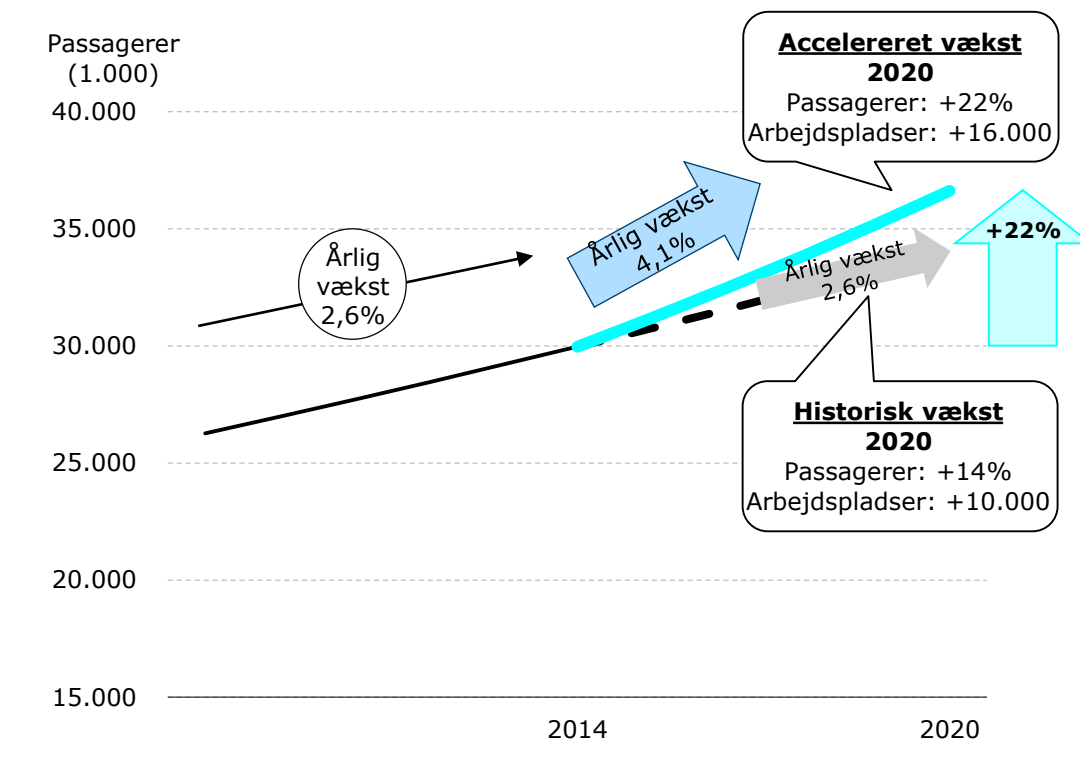 Passagerer
(1.000)
40.000
35.000
30.000
25.000
20.000
15.000
2014
2020
Årlig
vækst
2,6%
Årlig vækst
4,1%
Årlig vækst
2,6%
Accelereret vækst
2020
Passagerer: +22%
Arbejdspladser: +16.000
+22%
Historisk vækst
2020
Passagerer: +14%
Arbejdspladser: +10.000